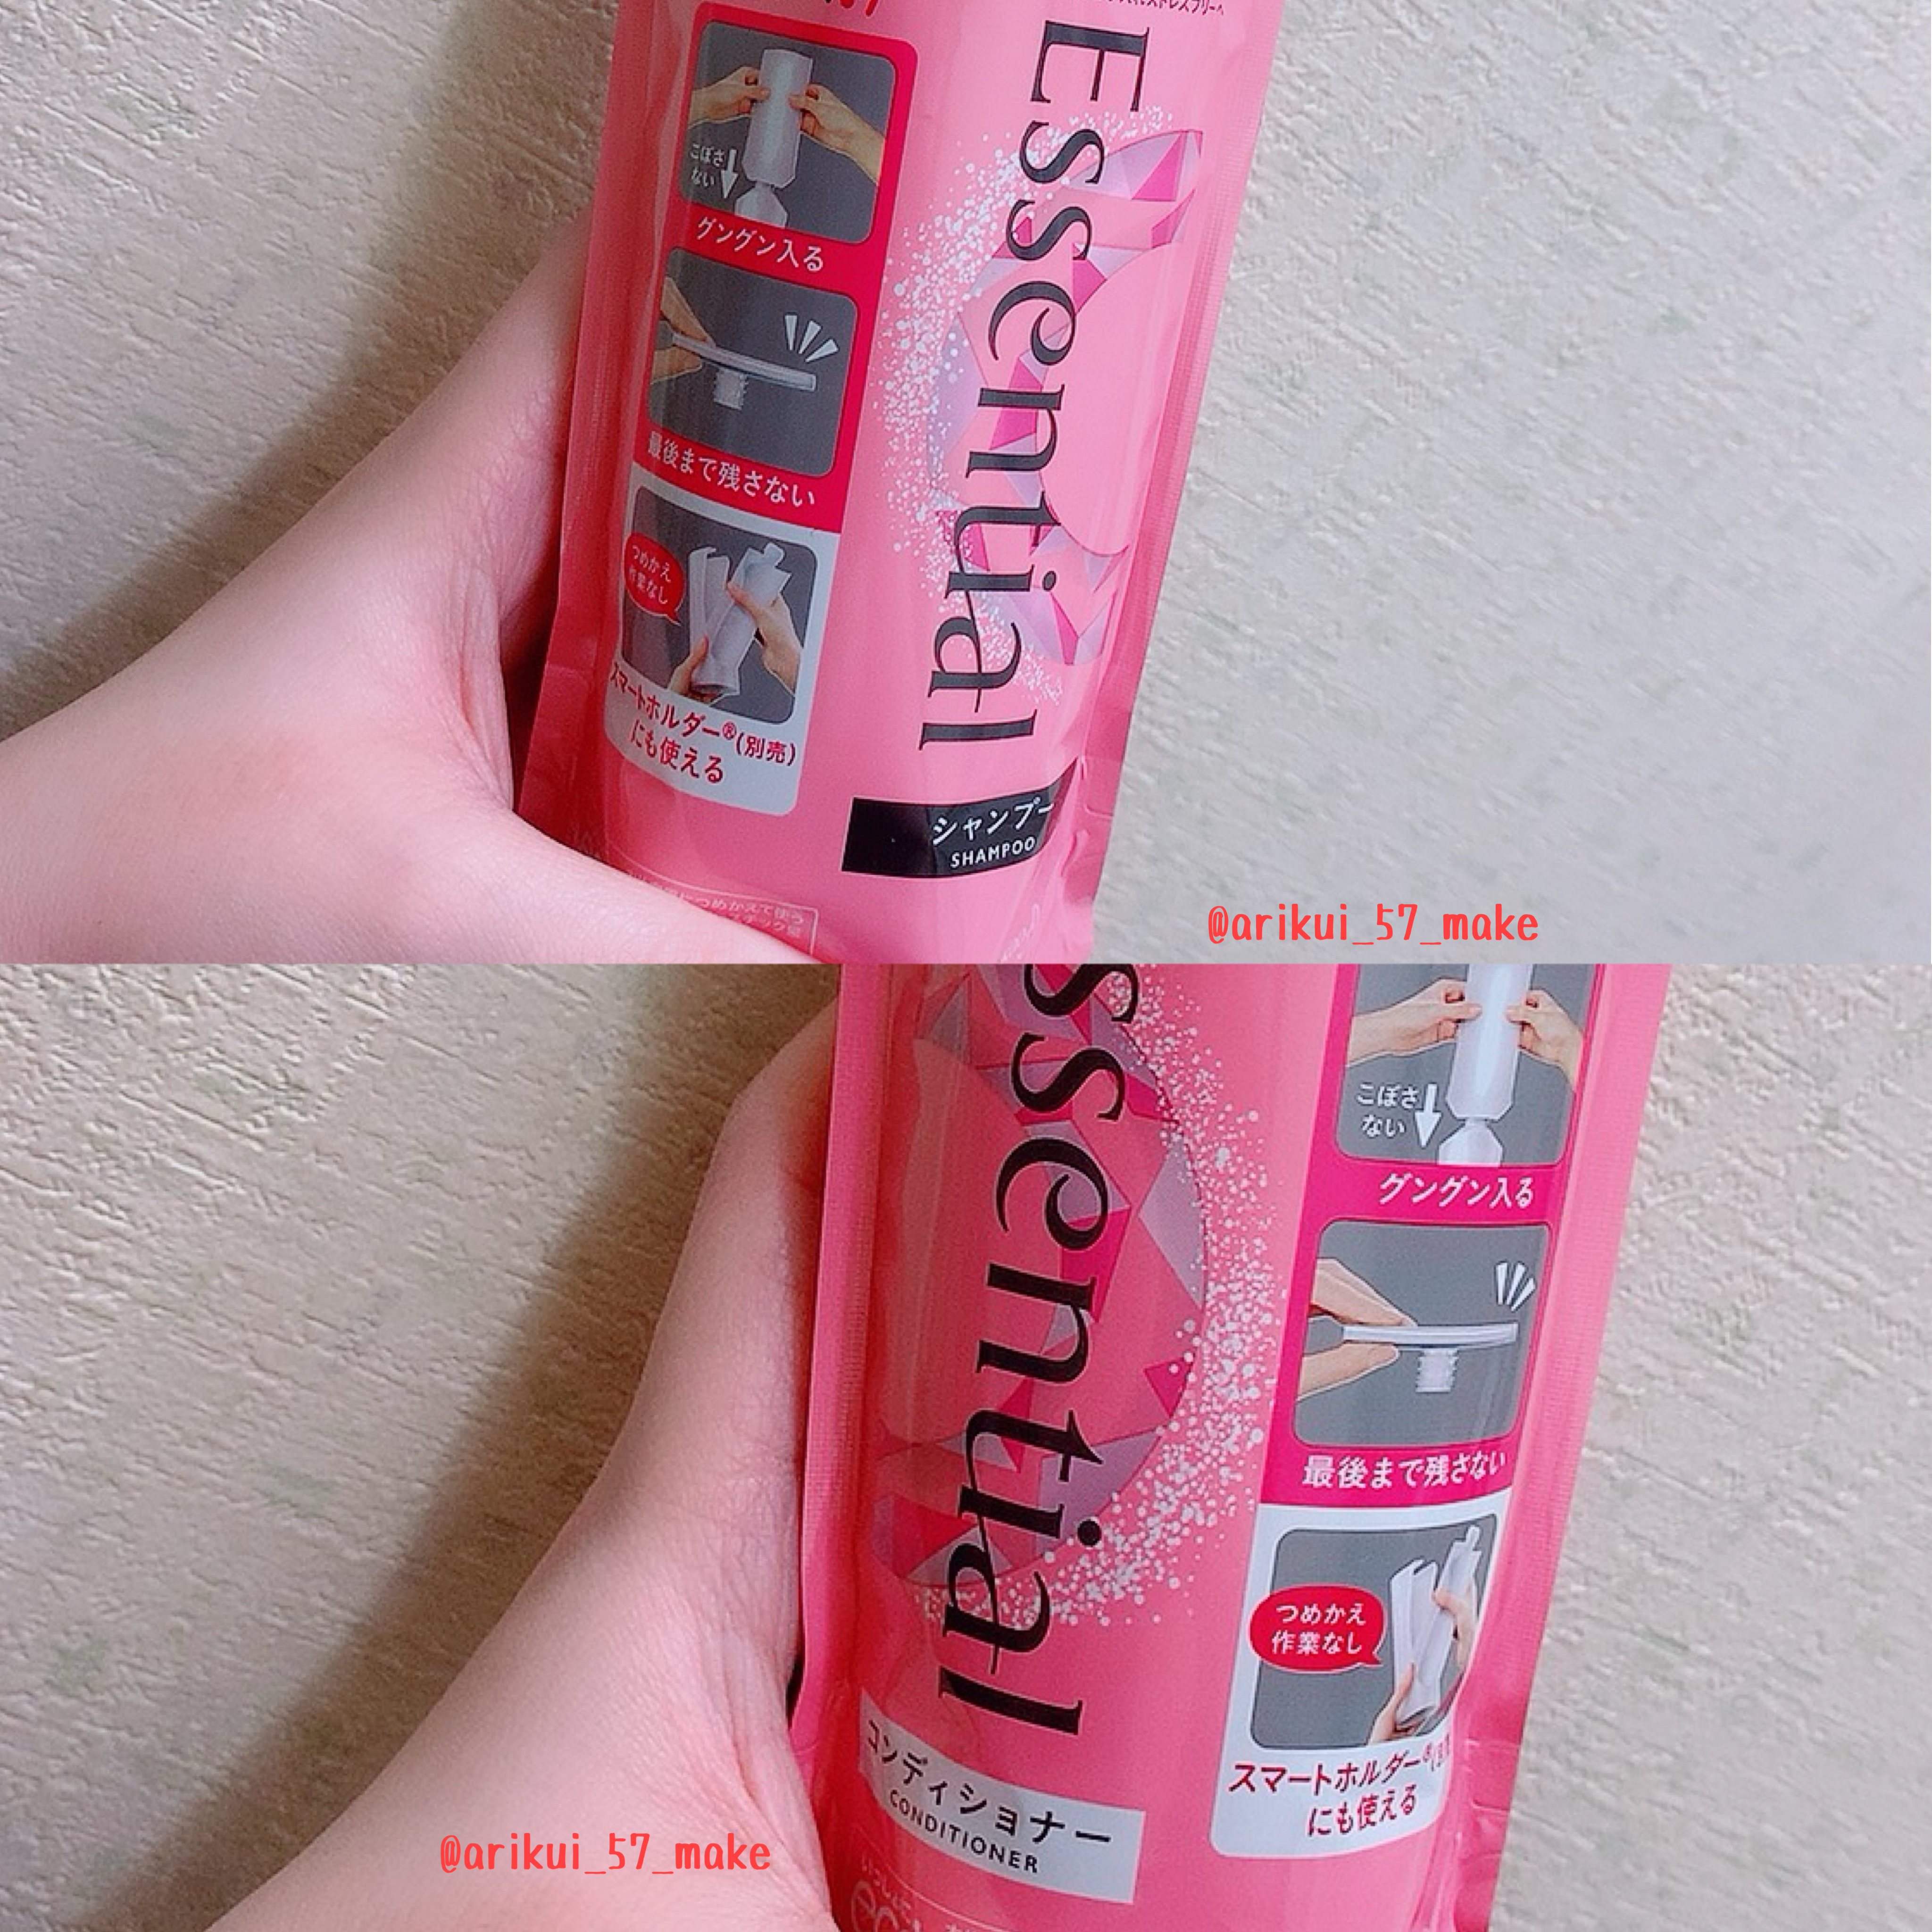 Essential
こぼさ
ない
グングン入る
最後まで残さない
つめかえ
作業なし
スマートホルダー®(別売)
にも使える
シャンプー
SHAMPOO
@arikui_57_make
ssential
こぼさ
ない
グングン入る
最後まで残さない
つめかえ
作業なし
スマートホルダー®
にも使える
コンディショナー
CONDITIONER
@arikui_57_make